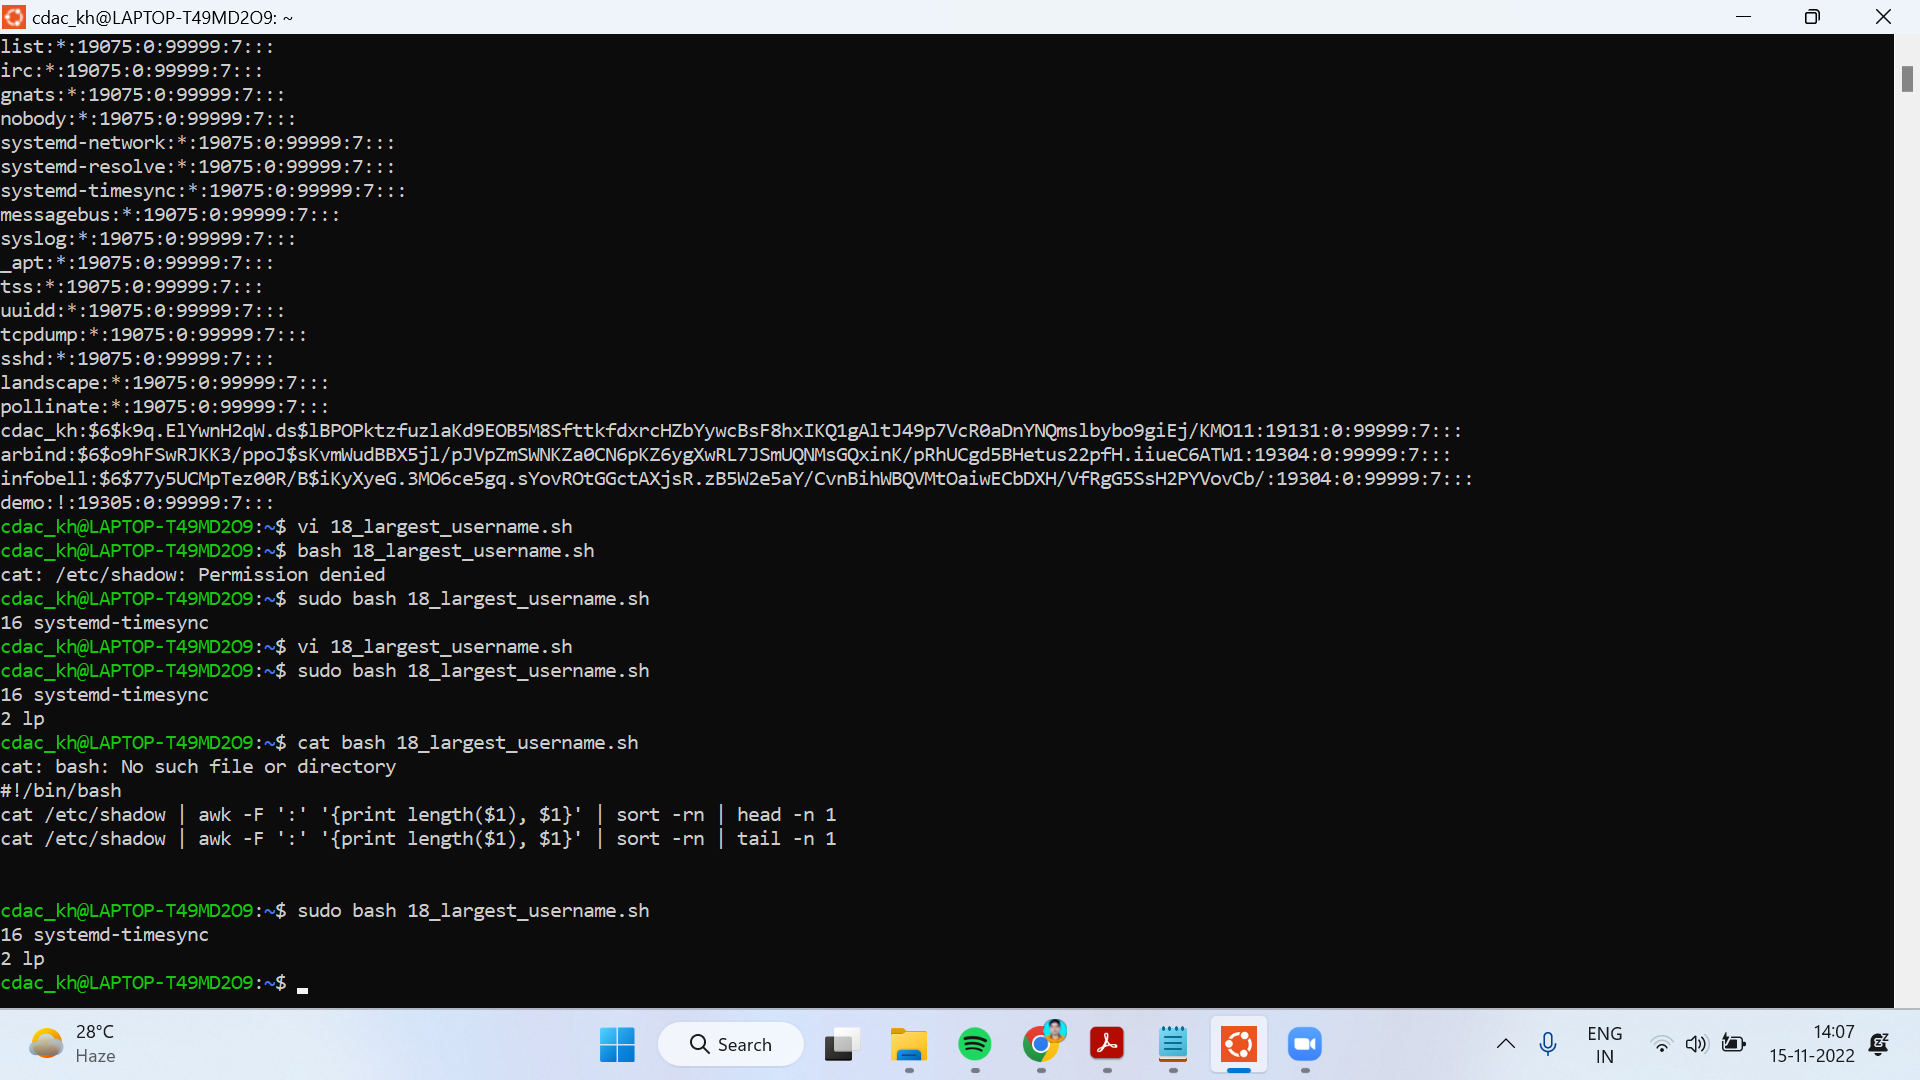 cdac_kh@LAPTOP-T49MD2O9: ~
list:*:19075:0:99999:7:::
irc:*:19075:0:99999:7:::
gnats:*:19075:0:99999:7:::
nobody:*:19075:0:99999:7:::
systemd-network:*:19075:0:99999:7:::
systemd-resolve:*:19075:0:99999:7:::
systemd-timesync:*:19075:0:99999:7:::
messagebus:*:19075:0:99999:7:::
syslog:*:19075:0:99999:7:::
_apt:*:19075:0:99999:7:::
tss:*:19075:0:99999:7:::
uuidd:*:19075:0:99999:7:::
tcpdump:*:19075:0:99999:7:::
sshd:*:19075:0:99999:7:::
landscape:*:19075:0:99999:7:::
pollinate:*:19075:0:99999:7:::
cdac_kh:$6$k9q.ElYwnH2qW.ds$lBPOPktzfuzlaKd9EOB5M8SfttkfdxrcHZbYywcBsF8hxIKQ1gAltJ49p7VcR0aDnYNQmslbybo9giEj/KMO11:19131:0:99999:7:::
arbind:$6$o9hFSwRJKK3/ppoJ$sKvmWudBBX5jl/pJVpZmSWNKZa0CN6pKZ6ygXwRL7JSmUQNMsGQxinK/pRhUCgd5BHetus22pfH.iiueC6ATW1:19304:0:99999:7:::
infobell:$6$77y5UCMpTez00R/B$iKyXyeG.3MO6ce5gq.sYovROtGGctAXjsR.zB5W2e5aY/CvnBihWBQVMtOaiwECbDXH/VfRgG5SsH2PYVovCb/:19304:0:99999:7:::
demo:!:19305:0:99999:7:::
cdac_kh@LAPTOP-T49MD2O9:~$ vi 18_largest_username.sh
cdac_kh@LAPTOP-T49MD2O9:~$ bash 18_largest_username.sh
cat: /etc/shadow: Permission denied
cdac_kh@LAPTOP-T49MD2O9:~$ sudo bash 18_largest_username.sh
16 systemd-timesync
cdac_kh@LAPTOP-T49MD2O9:~$ vi 18_largest_username.sh
cdac_kh@LAPTOP-T49MD2O9:~$ sudo bash 18_largest_username.sh
16 systemd-timesync
2 lp
cdac_kh@LAPTOP-T49MD2O9:~$ cat bash 18_largest_username.sh
cat: bash: No such file or directory
#!/bin/bash
cat /etc/shadow | awk -F ':' '{print length($1), $1}' | sort -rn | head -n 1
cat /etc/shadow | awk -F ':' '{print length($1), $1}' | sort -rn | tail -n 1
cdac_kh@LAPTOP-T49MD2O9:~$ sudo bash 18_largest_username.sh
16 systemd-timesync
2 lp
cdac_kh@LAPTOP-T49MD2O9:~$
28°C
Haze
Search
ENG
IN
14:07
15-11-2022